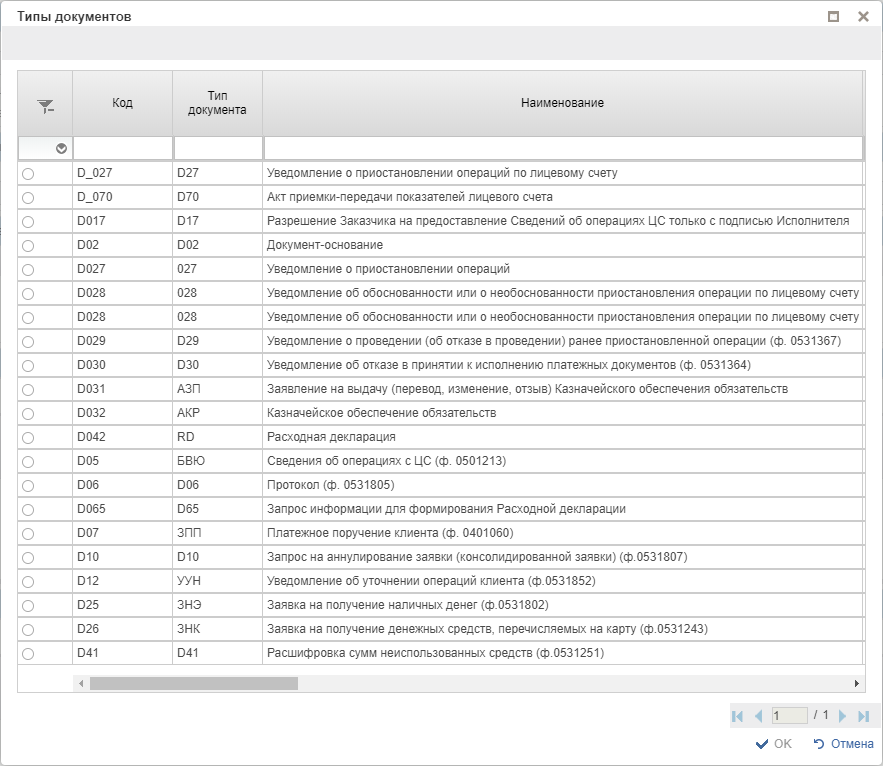 Типы документов
Код Тип документа Наименование
D_027 D27 Уведомление о приостановлении операций по лицевому счету
D_070 D70 Акт приемки-передачи показателей лицевого счета
D017 D17 Разрешение Заказчика на предоставление Сведений об операциях ЦС только с подписью Исполнителя
D02 D02 Документ-основание
D027 027 Уведомление о приостановлении операций
D028 028 Уведомление об обоснованности или о необоснованности приостановления операции по лицевому счету
D028 028 Уведомление об обоснованности или о необоснованности приостановления операции по лицевому счету
D029 D29 Уведомление о проведении (об отказе в проведении) ранее приостановленной операции (ф. 0531367)
D030 D30 Уведомление об отказе в принятии к исполнению платежных документов (ф. 0531364)
D031 АЗП Заявление на выдачу (перевод, изменение, отзыв) Казначейского обеспечения обязательств
D032 АКР Казначейское обеспечение обязательств
D042 RD Расходная декларация
D05 БВЮ Сведения об операциях с ЦС (ф. 0501213)
D06 D06 Протокол (ф. 0531805)
D065 D65 Запрос информации для формирования Расходной декларации
D07 ЗПП Платежное поручение клиента (ф. 0401060)
D10 D10 Запрос на аннулирование заявки (консолидированной заявки) (ф.0531807)
D12 УУН Уведомление об уточнении операций клиента (ф.0531852)
D25 ЗНЭ Заявка на получение наличных денег (ф.0531802)
D26 ЗНК Заявка на получение денежных средств, перечисляемых на карту (ф.0531243)
D41 D41 Расшифровка сумм неиспользованных средств (ф.0531251)
1 / 1
OK Отмена